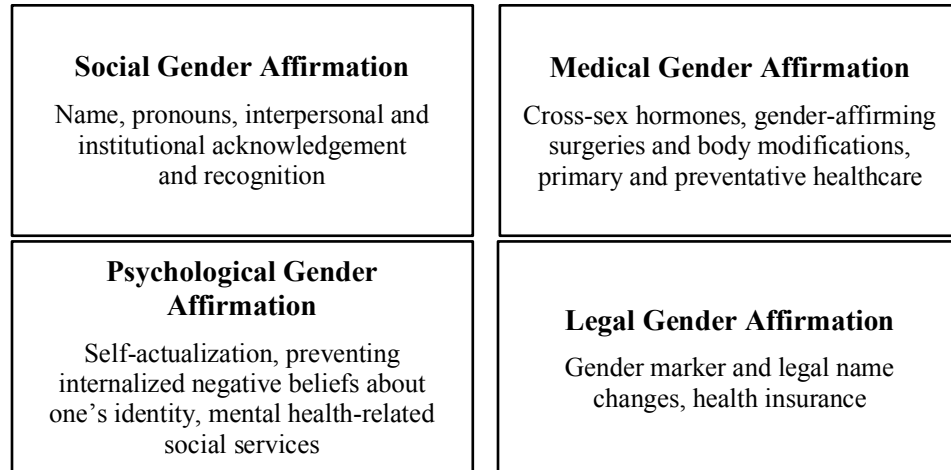 Social Gender Affirmation
Name, pronouns, interpersonal and
institutional acknowledgement
and recognition
Medical Gender Affirmation
Cross-sex hormones, gender-affirming
surgeries and body modifications,
primary and preventative healthcare
Psychological Gender
Affirmation
Self-actualization, preventing
internalized negative beliefs about
one’s identity, mental health-related
social services
Legal Gender Affirmation
Gender marker and legal name
changes, health insurance